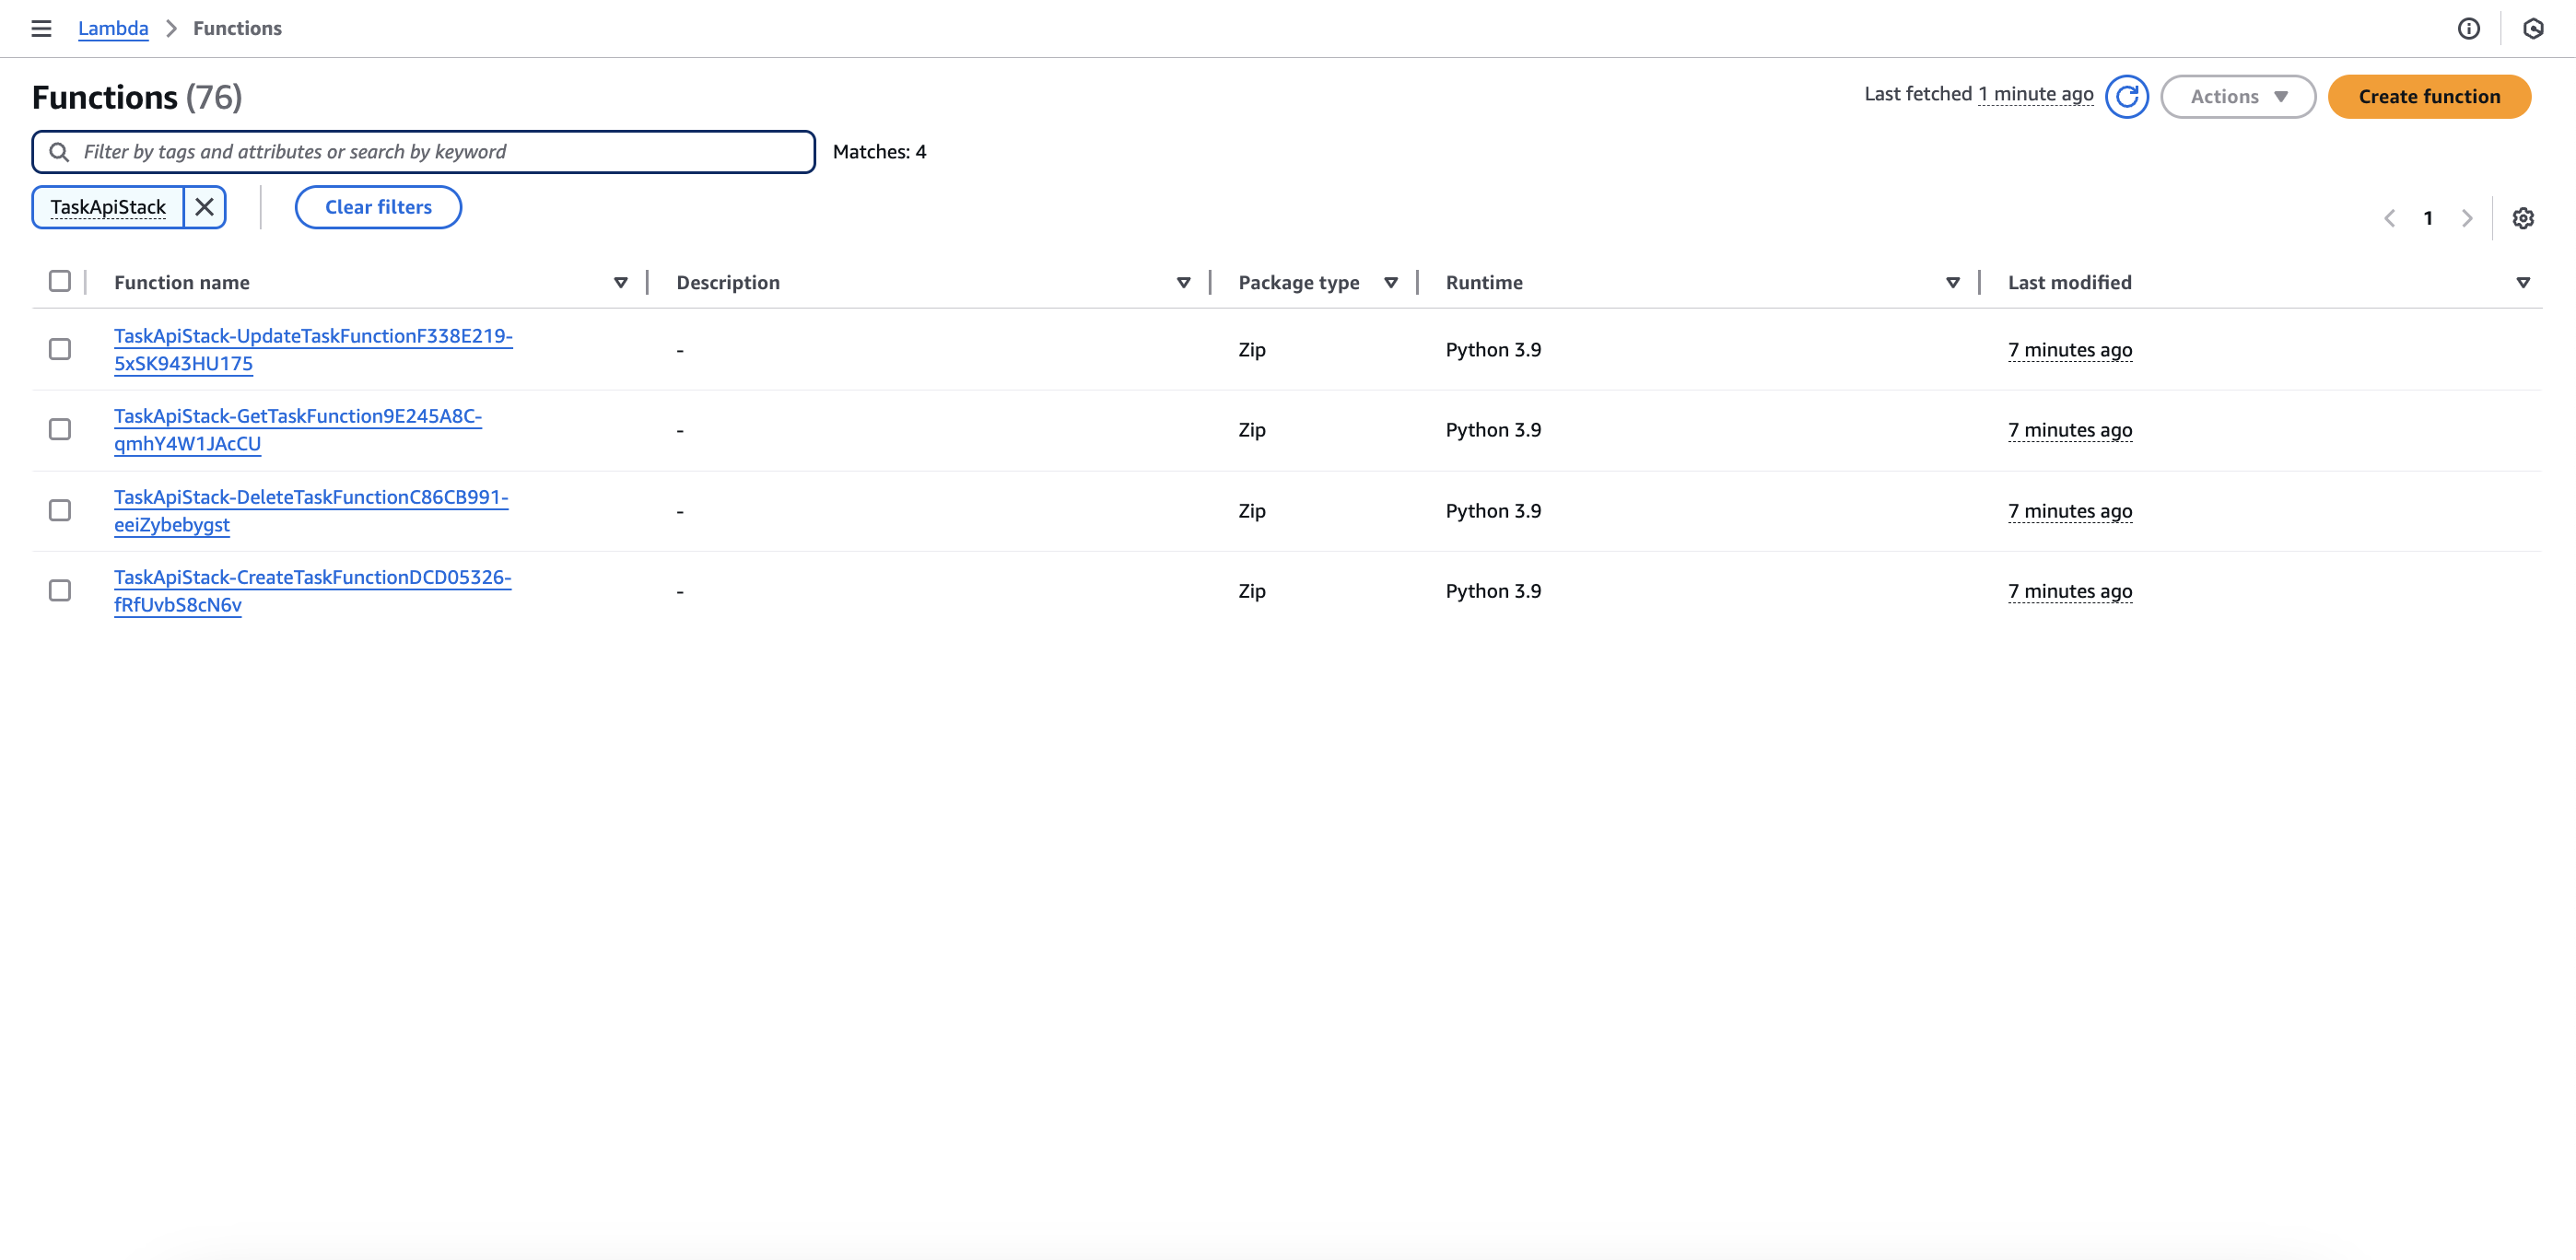 Lambda > Functions
Functions (76)
Last fetched 1 minute ago
Actions
Create function
Filter by tags and attributes or search by keyword
Matches: 4
TaskApiStack
Clear filters
1
Function name
Description
Package type
Runtime
Last modified
TaskApiStack-UpdateTaskFunctionF338E219-
5xSK943HU175
-
Zip
Python 3.9
7 minutes ago
TaskApiStack-GetTaskFunction9E245A8C-
qmhY4W1JAcCU
-
Zip
Python 3.9
7 minutes ago
TaskApiStack-DeleteTaskFunctionC86CB991-
eeiZybebygst
-
Zip
Python 3.9
7 minutes ago
TaskApiStack-CreateTaskFunctionDCD05326-
fRfUvbS8cN6v
-
Zip
Python 3.9
7 minutes ago